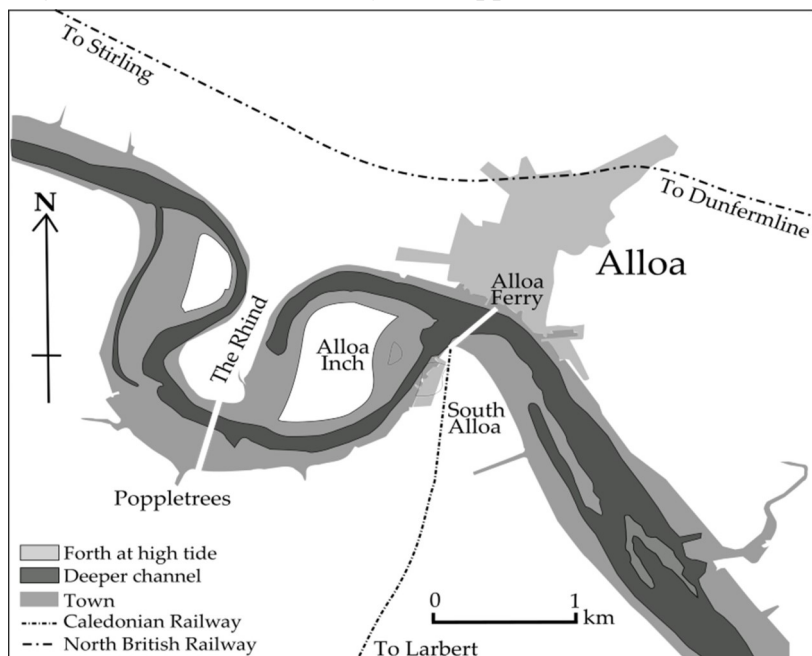 To Stirling
N
To Dunfermline
Alloa
Alloa
Ferry
The Rhind
Alloa
Inch
South
Alloa
Poppletrees
Forth at high tide
Deeper channel
Town
Caledonian Railway
North British Railway
0 1
km
To Larbert